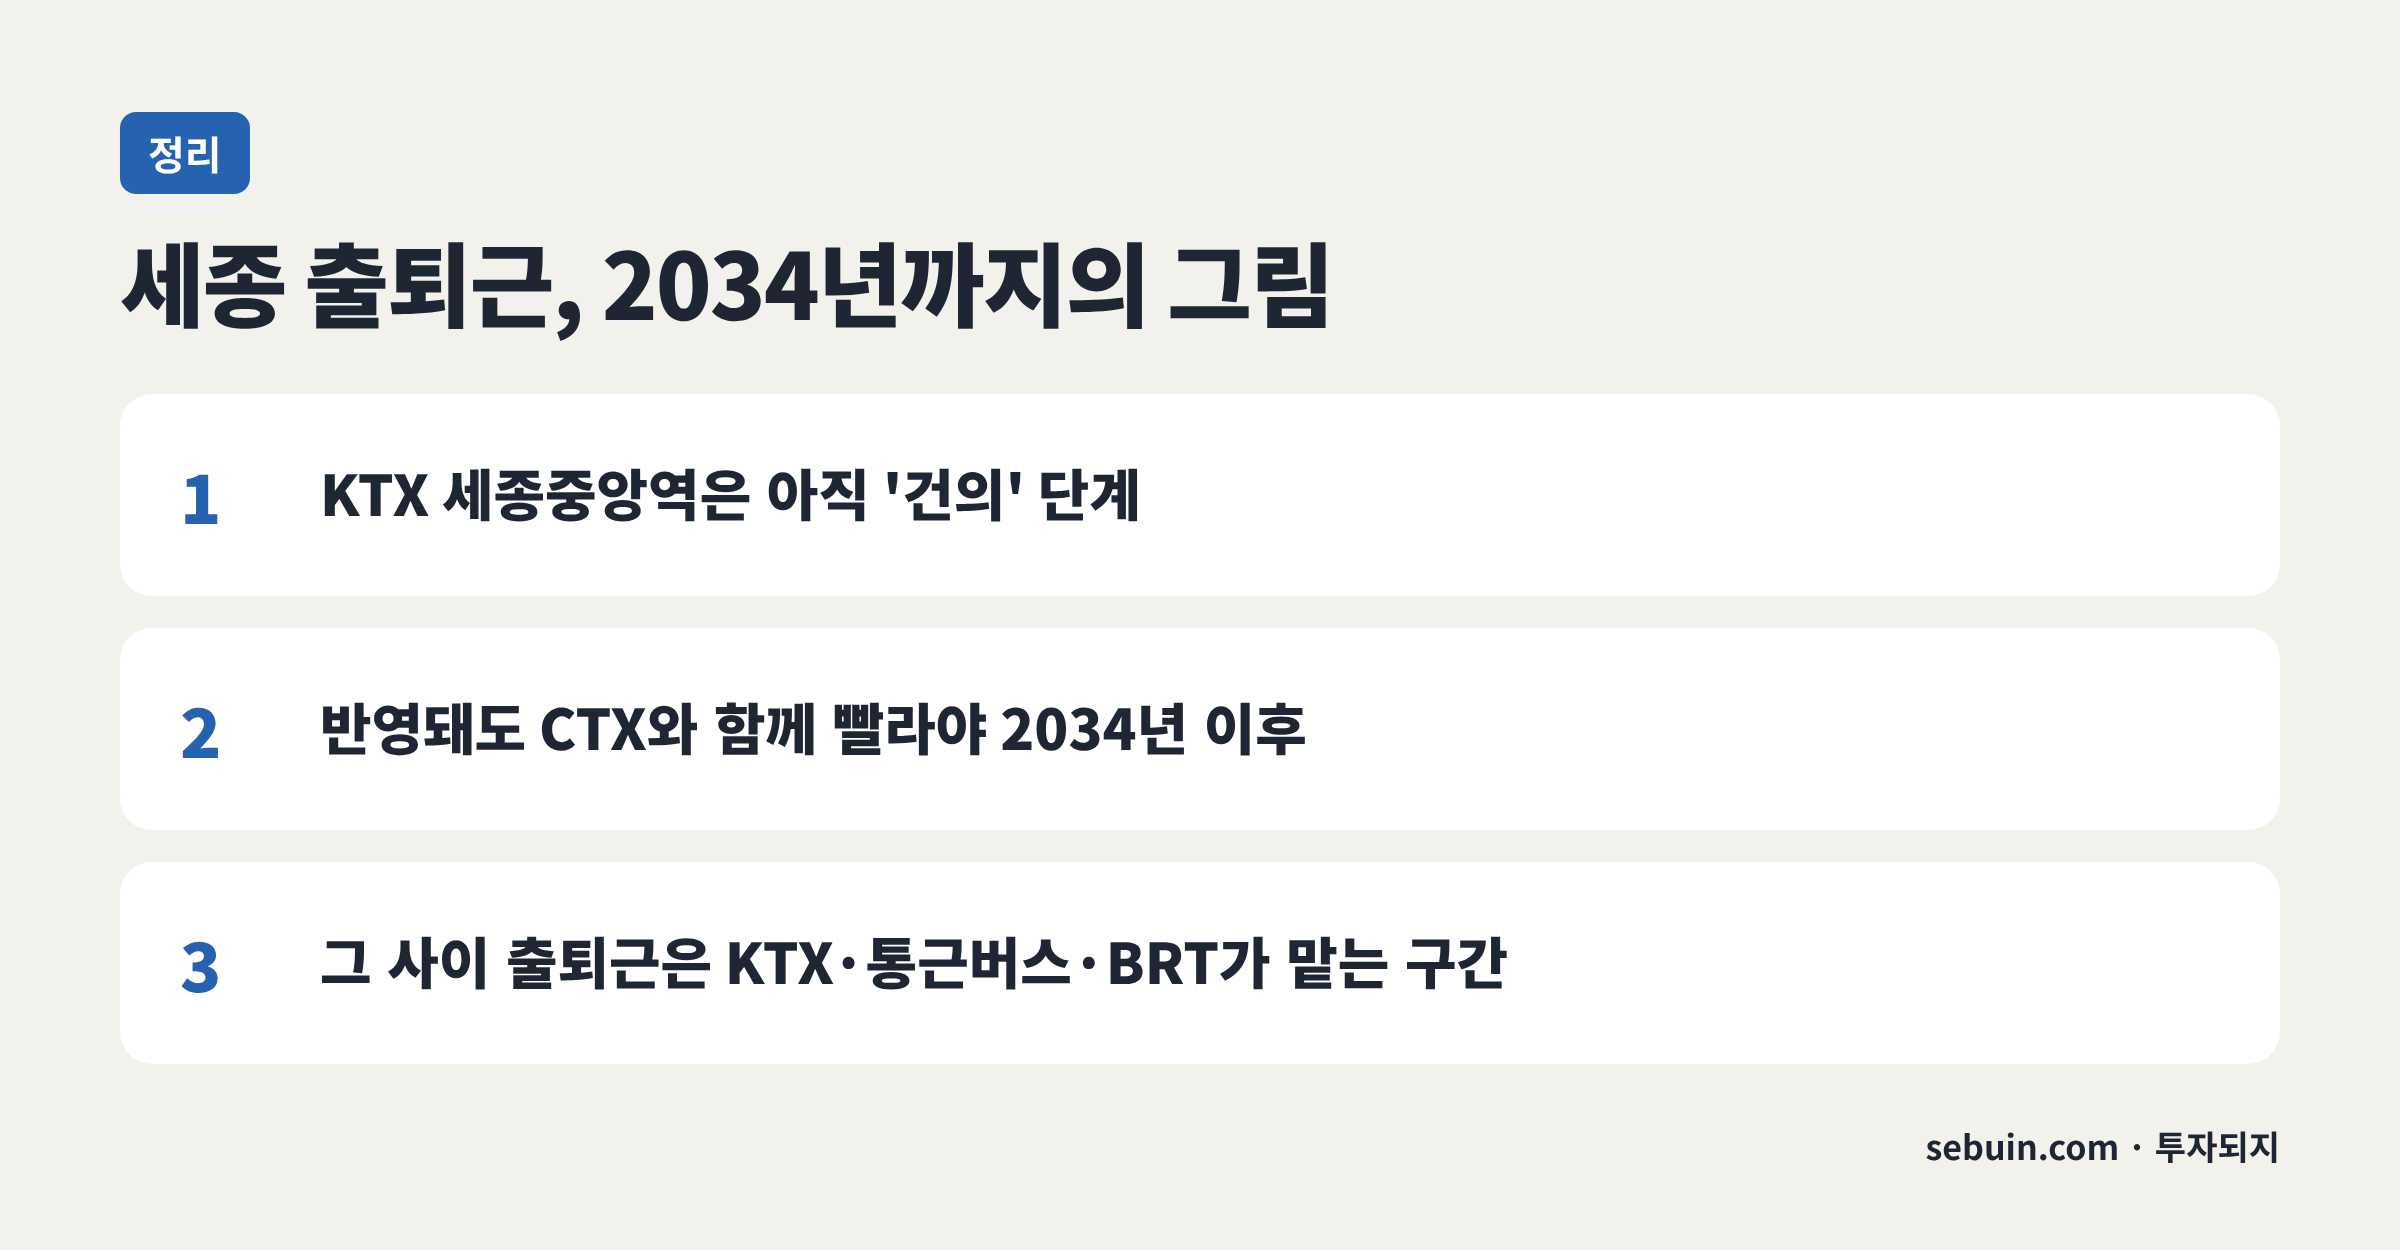 정리
세종 출퇴근, 2034년까지의 그림
1 KTX 세종중앙역은 아직 '건의' 단계
2 반영돼도 CTX와 함께 빨라야 2034년 이후
3 그 사이 출퇴근은 KTX·통근버스·BRT가 맡는 구간
sebuin.com · 투자되지